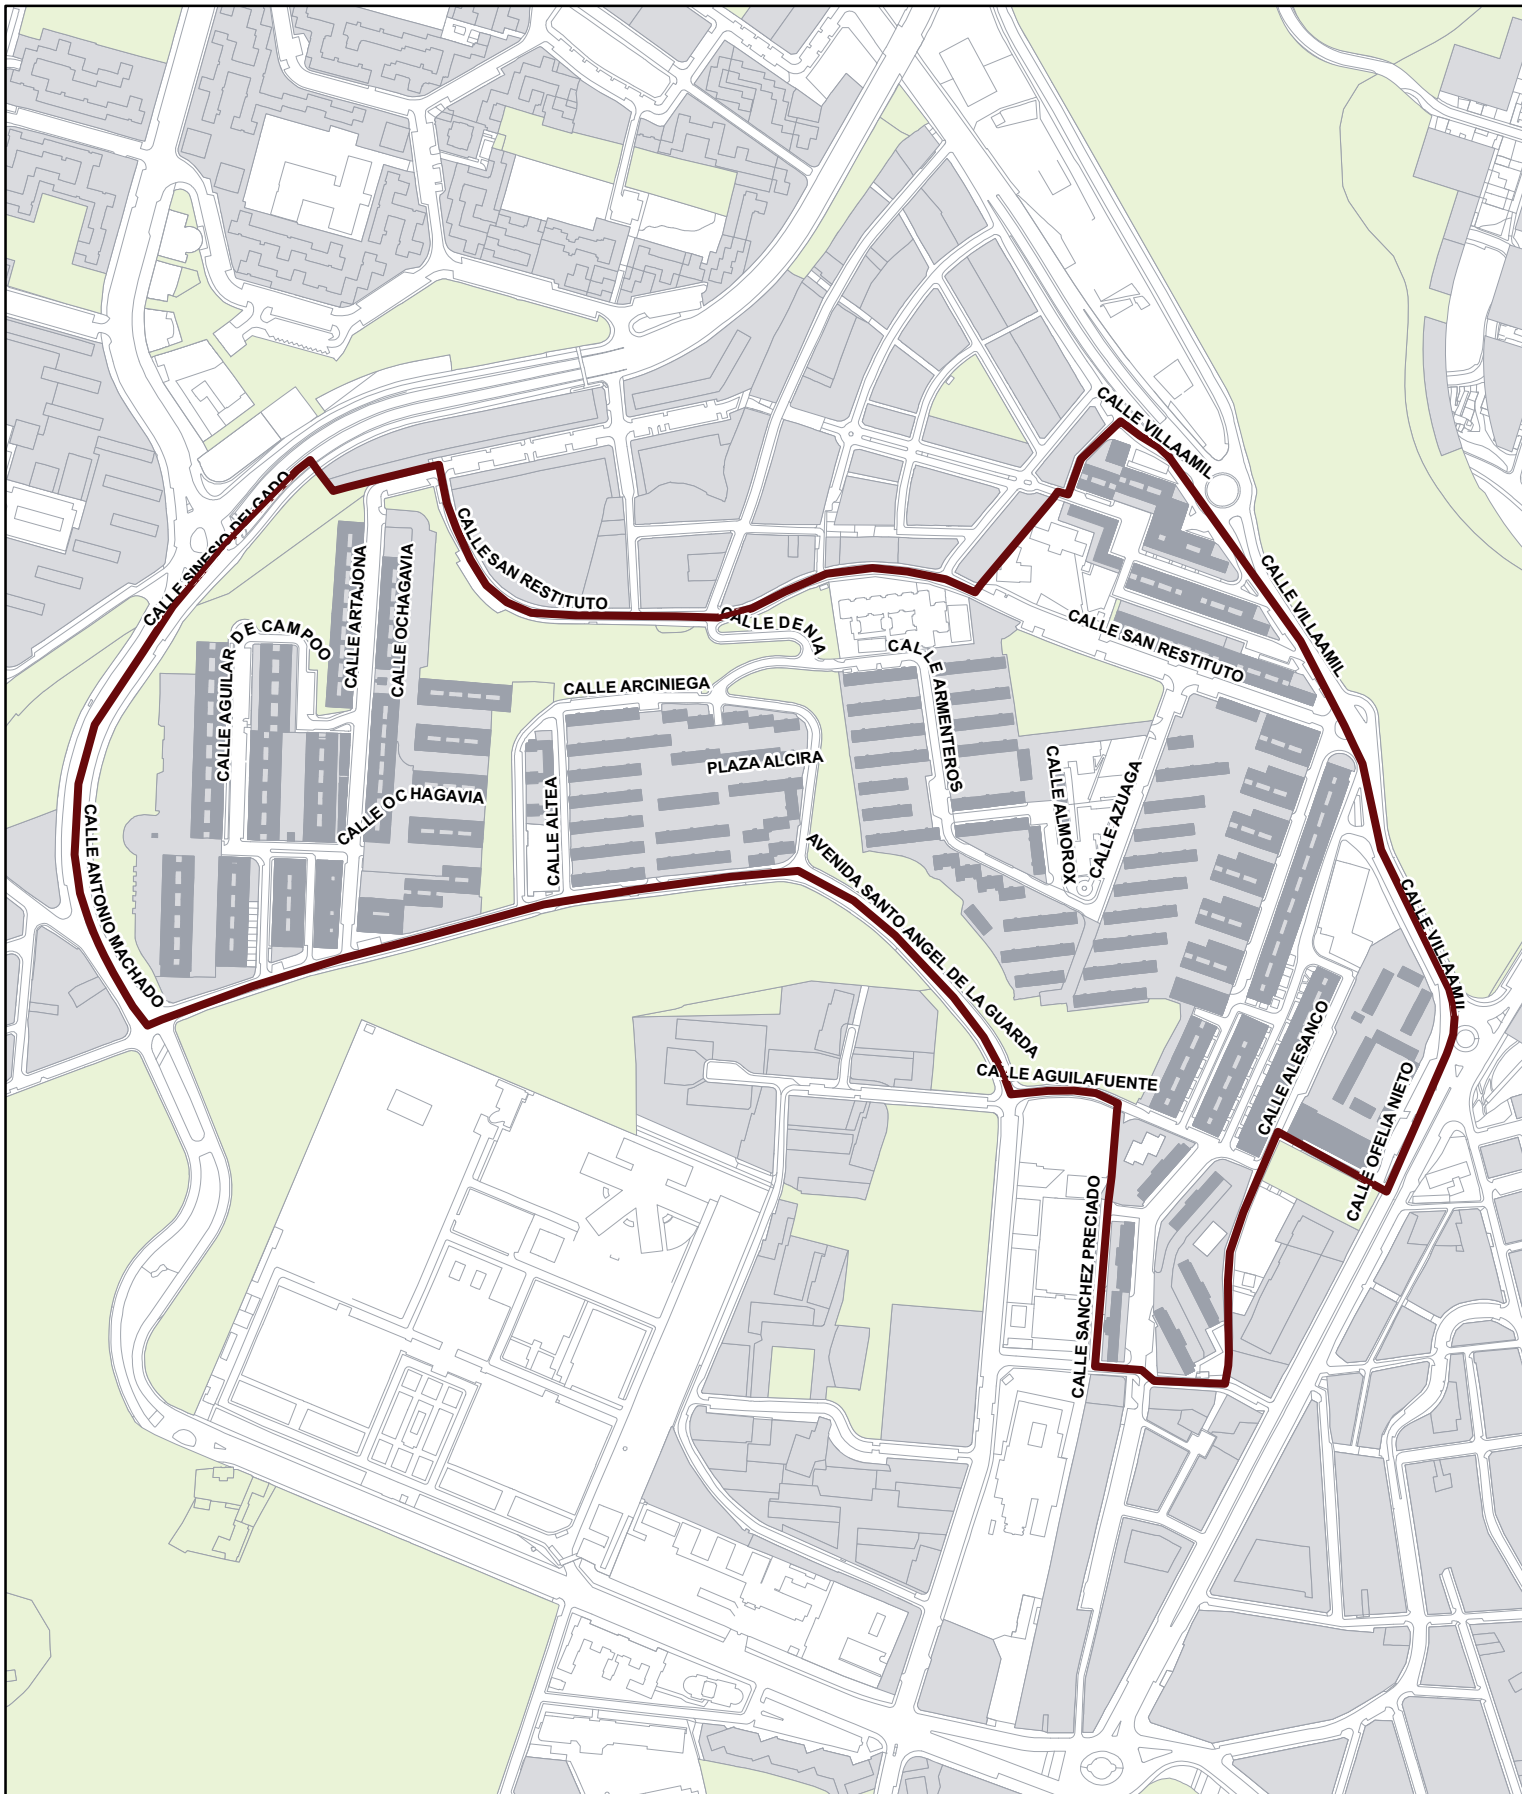 CALLE VILLAAMIL
CALLE SINESIO DELGADO
CALLE SAN RESTITUTO
CALLE ARTAJONA
CALLE OCHAGAVIA
CALLE VILLAAMIL
CALLE DENIA
CALLE AGUILAR DE CAMPOO
CALLE SAN RESTITUTO
CALLE ARCINIEGA
CALLE ARMENTEROS
PLAZA ALCIRA
CALLE OCHAGAVIA
CALLE ALTEA
CALLE ALMOROX
CALLE AZUAGA
CALLE ANTONIO MACHADO
AVENIDA SANTO ANGEL DE LA GUARDA
CALLE VILLAAMIL
CALLE AGUILAFUENTE
CALLE ALESANCO
CALLE OFELIA NIETO
CALLE SANCHEZ PRECIADO